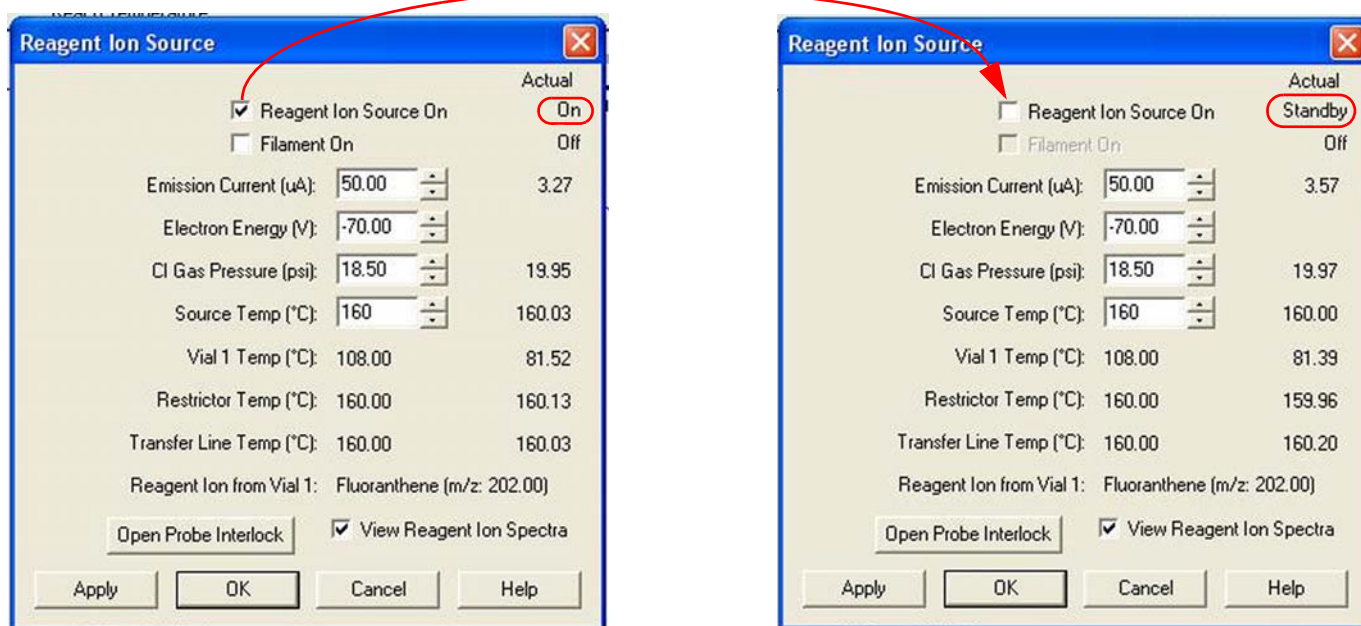 Reagent Ion Source
Actual
Reagent Ion Source On On
Filament On Off
Emission Current (uA): 50.00 3.27
Electron Energy (V): -70.00
CI Gas Pressure (psi): 18.50 19.95
Source Temp (°C): 160 160.03
Vial 1 Temp (°C): 108.00 81.52
Restrictor Temp (°C): 160.00 160.13
Transfer Line Temp (°C): 160.00 160.03
Reagent Ion from Vial 1: Fluoranthene (m/z: 202.00)
Open Probe Interlock View Reagent Ion Spectra
Apply OK Cancel Help
Reagent Ion Source
Actual
Reagent Ion Source On Standby
Filament On Off
Emission Current (uA): 50.00 3.57
Electron Energy (V): -70.00
CI Gas Pressure (psi): 18.50 19.97
Source Temp (°C): 160 160.00
Vial 1 Temp (°C): 108.00 81.39
Restrictor Temp (°C): 160.00 159.96
Transfer Line Temp (°C): 160.00 160.20
Reagent Ion from Vial 1: Fluoranthene (m/z: 202.00)
Open Probe Interlock View Reagent Ion Spectra
Apply OK Cancel Help